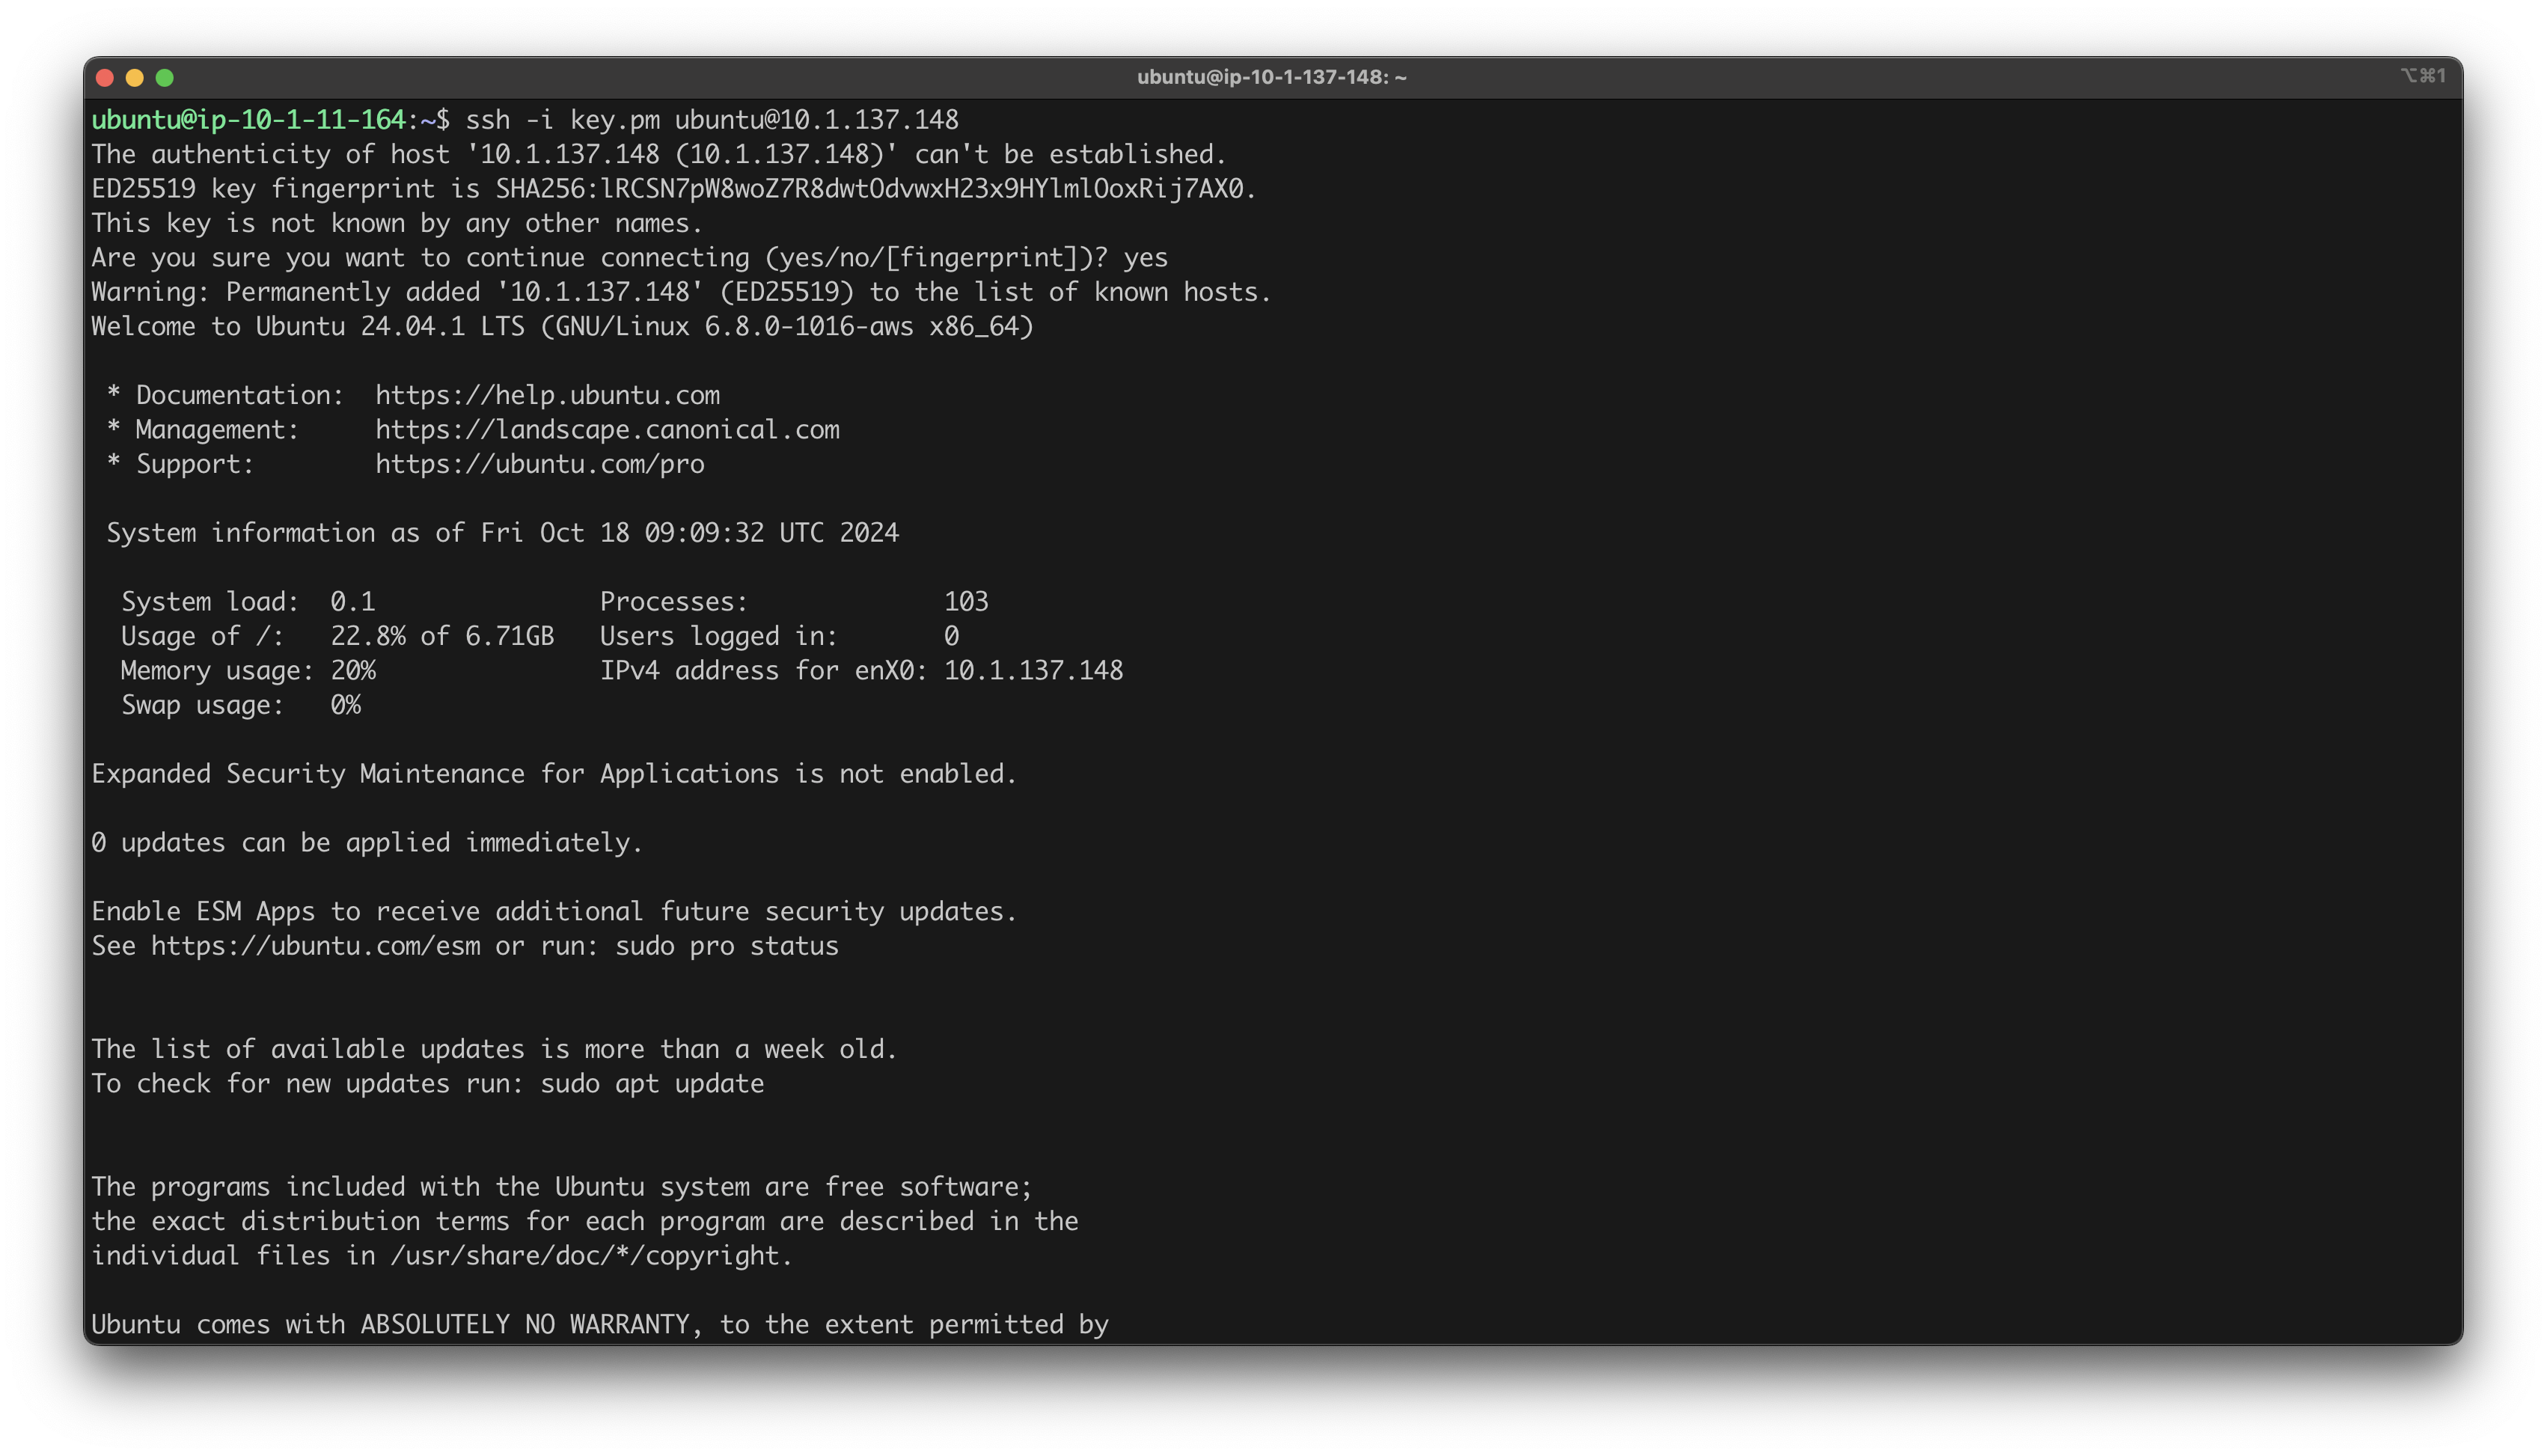 ubuntu@ip-10-1-137-148: ~
⌥⌘1
ubuntu@ip-10-1-11-164:~$ ssh -i key.pm ubuntu@10.1.137.148
The authenticity of host '10.1.137.148 (10.1.137.148)' can't be established.
ED25519 key fingerprint is SHA256:lRCSN7pW8woZ7R8dwtOdvwxH23x9HYlmlOoxRij7AX0.
This key is not known by any other names.
Are you sure you want to continue connecting (yes/no/[fingerprint])? yes
Warning: Permanently added '10.1.137.148' (ED25519) to the list of known hosts.
Welcome to Ubuntu 24.04.1 LTS (GNU/Linux 6.8.0-1016-aws x86_64)
 * Documentation:  https://help.ubuntu.com
 * Management:     https://landscape.canonical.com
 * Support:        https://ubuntu.com/pro
 System information as of Fri Oct 18 09:09:32 UTC 2024
  System load:  0.1               Processes:             103
  Usage of /:   22.8% of 6.71GB   Users logged in:       0
  Memory usage: 20%               IPv4 address for enX0: 10.1.137.148
  Swap usage:   0%
Expanded Security Maintenance for Applications is not enabled.
0 updates can be applied immediately.
Enable ESM Apps to receive additional future security updates.
See https://ubuntu.com/esm or run: sudo pro status
The list of available updates is more than a week old.
To check for new updates run: sudo apt update
The programs included with the Ubuntu system are free software;
the exact distribution terms for each program are described in the
individual files in /usr/share/doc/*/copyright.
Ubuntu comes with ABSOLUTELY NO WARRANTY, to the extent permitted by